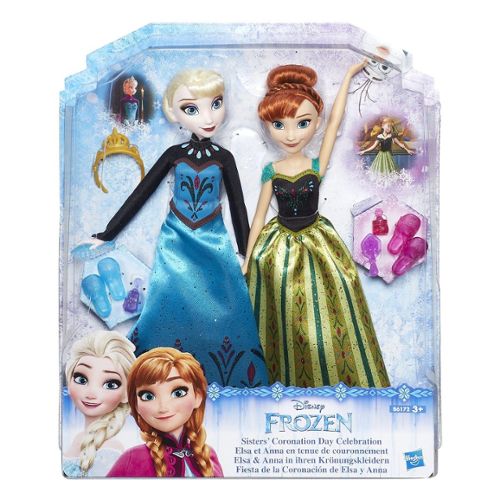 Disney
FROZEN
B6172 3+
Sisters' Coronation Day Celebration
Elsa et Anna en tenue de couronnement
Elsa & Anna in ihren Krönungskleidern
Fiesta de la Coronación de Elsa y Anna
Hasbro